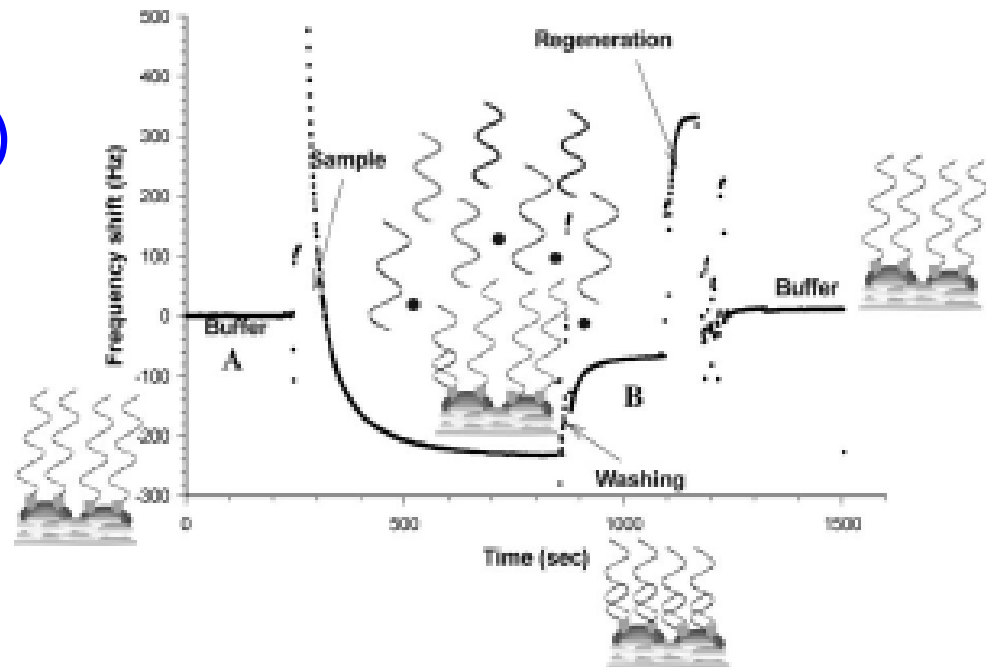 )
500
400
300
200
100
0
-100
-200
-300
Frequency shift (Hz)
Regeneration
Sample
Buffer
A
Buffer
B
Washing
0
500
1000
1500
Time (sec)